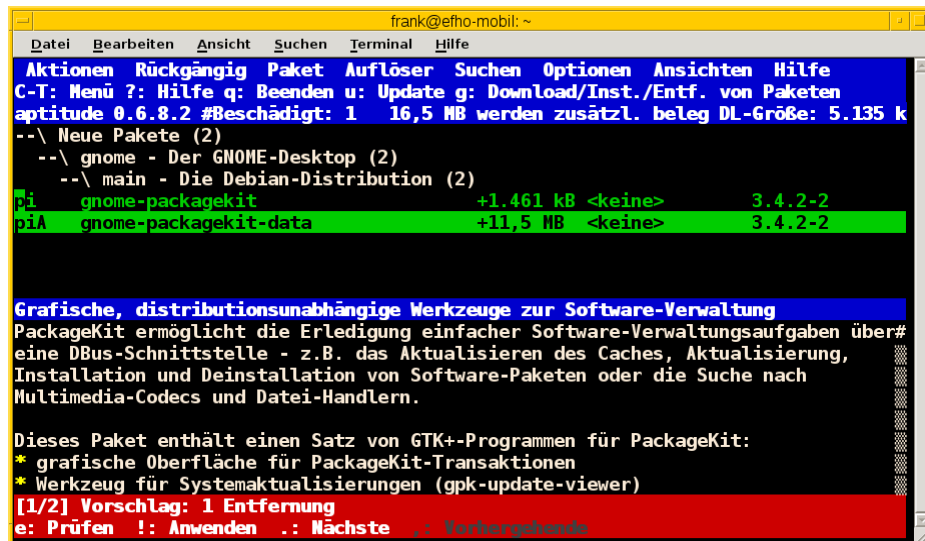 frank@efho-mobil: ~
Datei Bearbeiten Ansicht Suchen Terminal Hilfe
Aktionen Rückgängig Paket Auflöser Suchen Optionen Ansichten Hilfe
C-T: Menü ?: Hilfe q: Beenden u: Update g: Download/Inst./Entf. von Paketen
aptitude 0.6.8.2 #Beschädigt: 1 16,5 MB werden zusätzl. beleg DL-Größe: 5.135 k
--\ Neue Pakete (2)
--\ gnome - Der GNOME-Desktop (2)
--\ main - Die Debian-Distribution (2)
pi gnome-packagekit +1.461 kB <keine> 3.4.2-2
piA gnome-packagekit-data +11,5 MB <keine> 3.4.2-2
Grafische, distributionsunabhängige Werkzeuge zur Software-Verwaltung
PackageKit ermöglicht die Erledigung einfacher Software-Verwaltungsaufgaben über#
eine DBus-Schnittstelle - z.B. das Aktualisieren des Caches, Aktualisierung,
Installation und Deinstallation von Software-Paketen oder die Suche nach
Multimedia-Codecs und Datei-Handlern.
Dieses Paket enthält einen Satz von GTK+-Programmen für PackageKit:
* grafische Oberfläche für PackageKit-Transaktionen
* Werkzeug für Systemaktualisierungen (gpk-update-viewer)
[1/2] Vorschlag: 1 Entfernung
e: Prüfen !: Anwenden .: Nächste ,: Vorhergehende